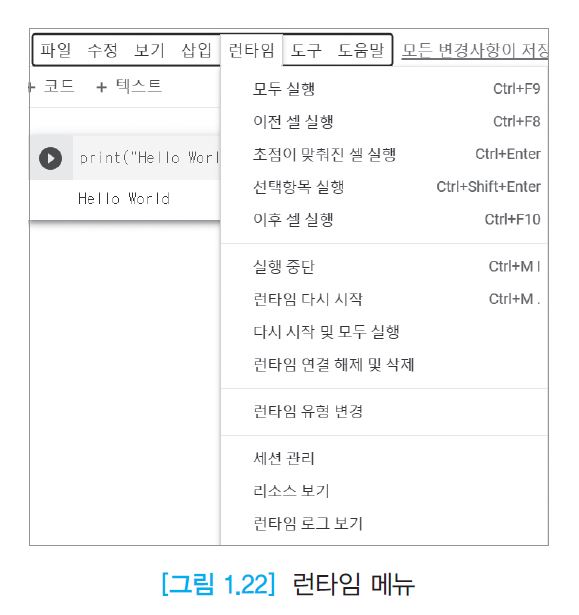 파일 수정 보기 삽입 런타임 도구 도움말 모든 변경사항이 저장
+ 코드 + 텍스트
모두 실행 Ctrl+F9
이전 셀 실행 Ctrl+F8
초점이 맞춰진 셀 실행 Ctrl+Enter
print("Hello Worl
선택항목 실행 Ctrl+Shift+Enter
Hello World
이후 셀 실행 Ctrl+F10
실행 중단 Ctrl+M I
런타임 다시 시작 Ctrl+M .
다시 시작 및 모두 실행
런타임 연결 해제 및 삭제
런타임 유형 변경
세션 관리
리소스 보기
런타임 로그 보기
[그림 1.22] 런타임 메뉴